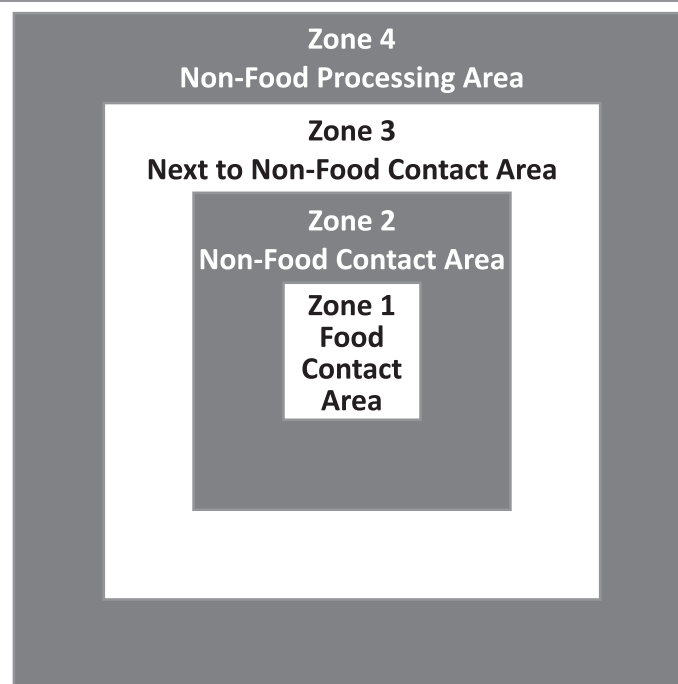 Zone 4
Non-Food Processing Area
Zone 3
Next to Non-Food Contact Area
Zone 2
Non-Food Contact Area
Zone 1
Food
Contact
Area